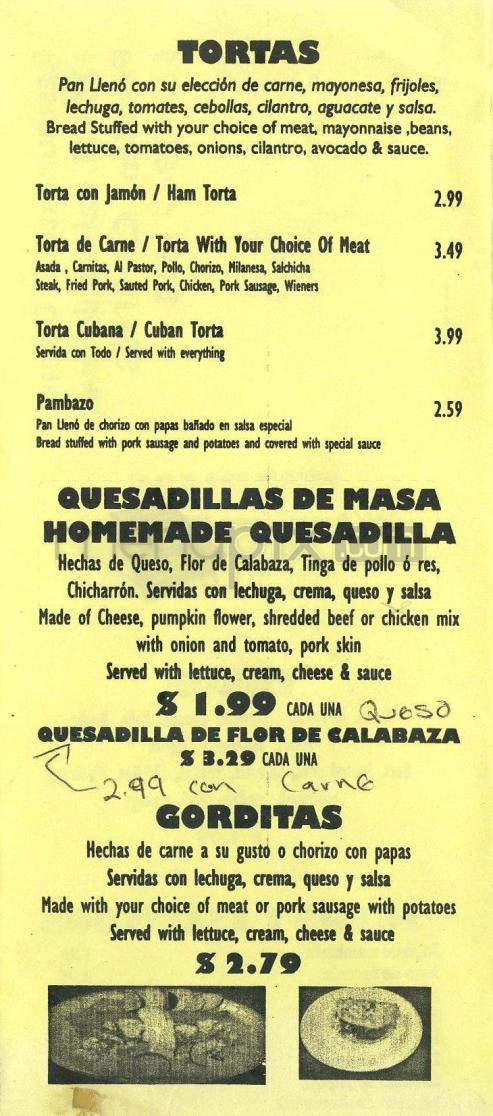 TORTAS
Pan Llenó con su elección de carne, mayonesa, frijoles,
lechuga, tomates, cebollas, cilantro, aguacate y salsa.
Bread Stuffed with your choice of meat, mayonnaise ,beans,
lettuce, tomatoes, onions, cilantro, avocado & sauce.
Torta con Jamón / Ham Torta 2.99
Torta de Carne / Torta With Your Choice Of Meat 3.49
Asada , Carnitas, Al Pastor, Pollo, Chorizo, Milanesa, Salchicha
Steak, Fried Pork, Sauted Pork, Chicken, Pork Sausage, Wieners
Torta Cubana / Cuban Torta 3.99
Servida con Todo / Served with everything
Pambazo 2.59
Pan Llenó de chorizo con papas bañado en salsa especial
Bread stuffed with pork sausage and potatoes and covered with special sauce
QUESADILLAS DE MASA
HOMEMADE QUESADILLA
Hechas de Queso, Flor de Calabaza, Tinga de pollo ó res,
Chicharrón. Servidas con lechuga, crema, queso y salsa
Made of Cheese, pumpkin flower, shredded beef or chicken mix
with onion and tomato, pork skin
Served with lettuce, cream, cheese & sauce
$ 1.99 CADA UNA Queso
QUESADILLA DE FLOR DE CALABAZA
$ 3.29 CADA UNA
2.99 con Carne
GORDITAS
Hechas de carne a su gusto o chorizo con papas
Servidas con lechuga, crema, queso y salsa
Made with your choice of meat or pork sausage with potatoes
Served with lettuce, cream, cheese & sauce
$ 2.79